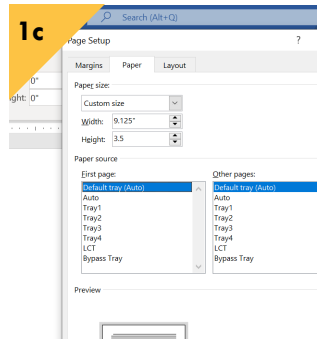 1c
Search (Alt+Q)
Page Setup ?
Margins Paper Layout
0"
ght: 0"
Paper size:
Custom size
Width: 9.125"
Height: 3.5
Paper source
First page: Other pages:
Default tray (Auto) Default tray (Auto)
Auto Auto
Tray1 Tray1
Tray2 Tray2
Tray3 Tray3
Tray4 Tray4
LCT LCT
Bypass Tray Bypass Tray
Preview